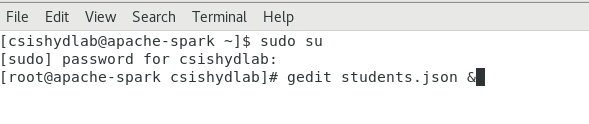 File Edit View Search Terminal Help
[csishydlab@apache-spark ~]$ sudo su
[sudo] password for csishydlab:
[root@apache-spark csishydlab]# gedit students.json &